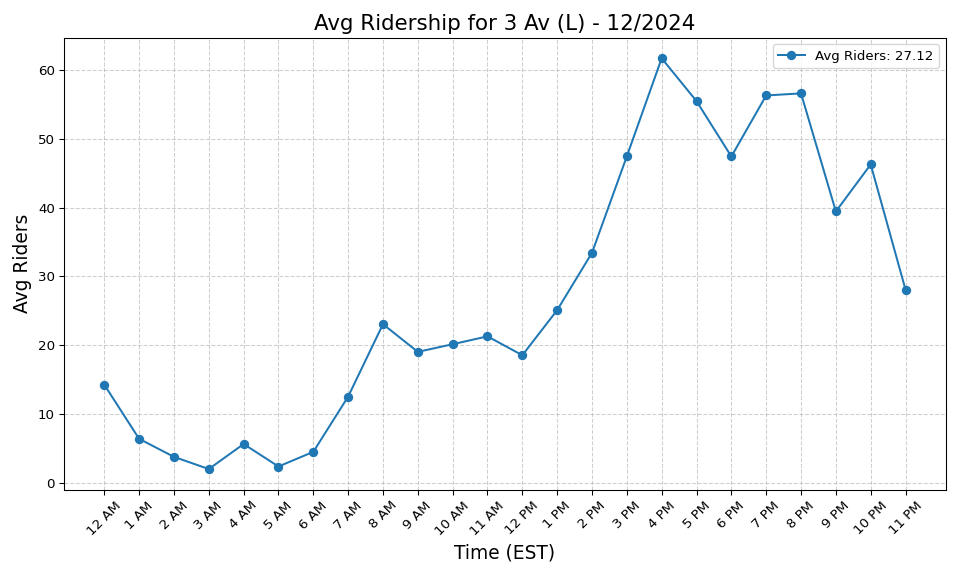 Avg Ridership for 3 Av (L) - 12/2024
Avg Riders: 27.12
Avg Riders
60
50
40
30
20
10
0
12 AM
1 AM
2 AM
3 AM
4 AM
5 AM
6 AM
7 AM
8 AM
9 AM
10 AM
11 AM
12 PM
1 PM
2 PM
3 PM
4 PM
5 PM
6 PM
7 PM
8 PM
9 PM
10 PM
11 PM
Time (EST)